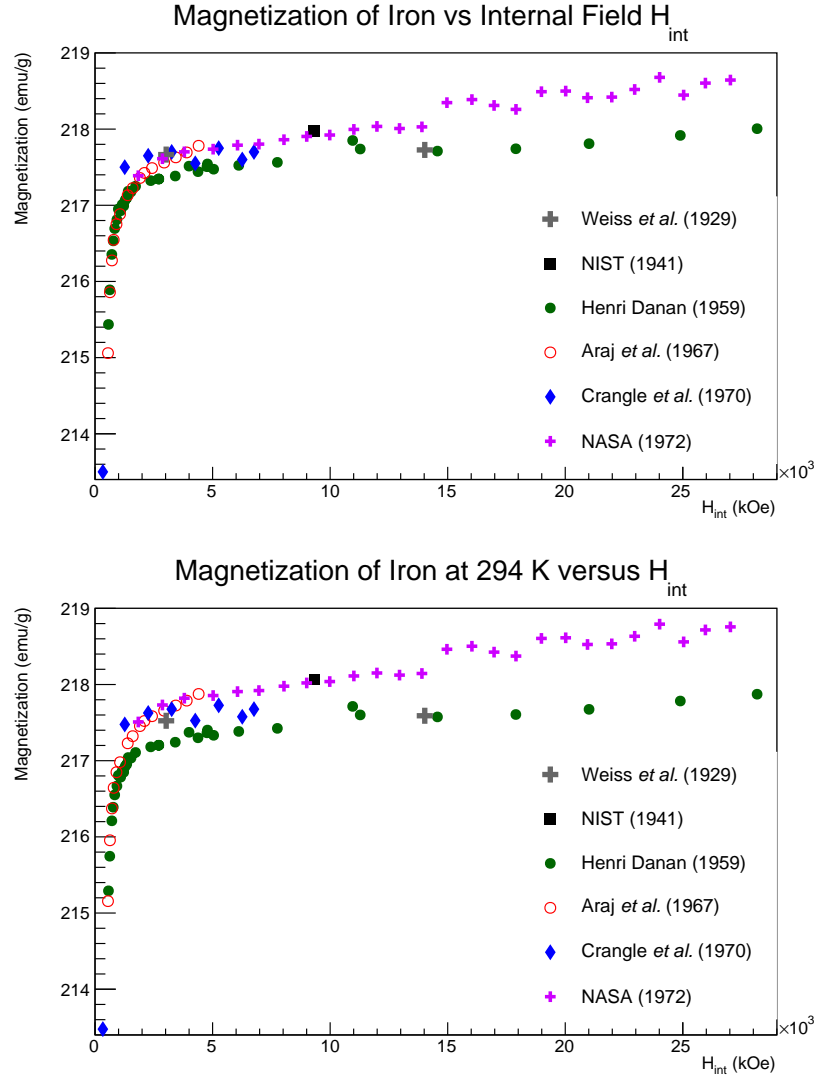 Magnetization of Iron vs Internal Field H_int
Magnetization (emu/g)
219
218
217
216
215
214
Weiss et al. (1929)
NIST (1941)
Henri Danan (1959)
Araj et al. (1967)
Crangle et al. (1970)
NASA (1972)
0 5 10 15 20 25 ×10³
H_int (kOe)
Magnetization of Iron at 294 K versus H_int
Magnetization (emu/g)
219
218
217
216
215
214
Weiss et al. (1929)
NIST (1941)
Henri Danan (1959)
Araj et al. (1967)
Crangle et al. (1970)
NASA (1972)
0 5 10 15 20 25 ×10³
H_int (kOe)